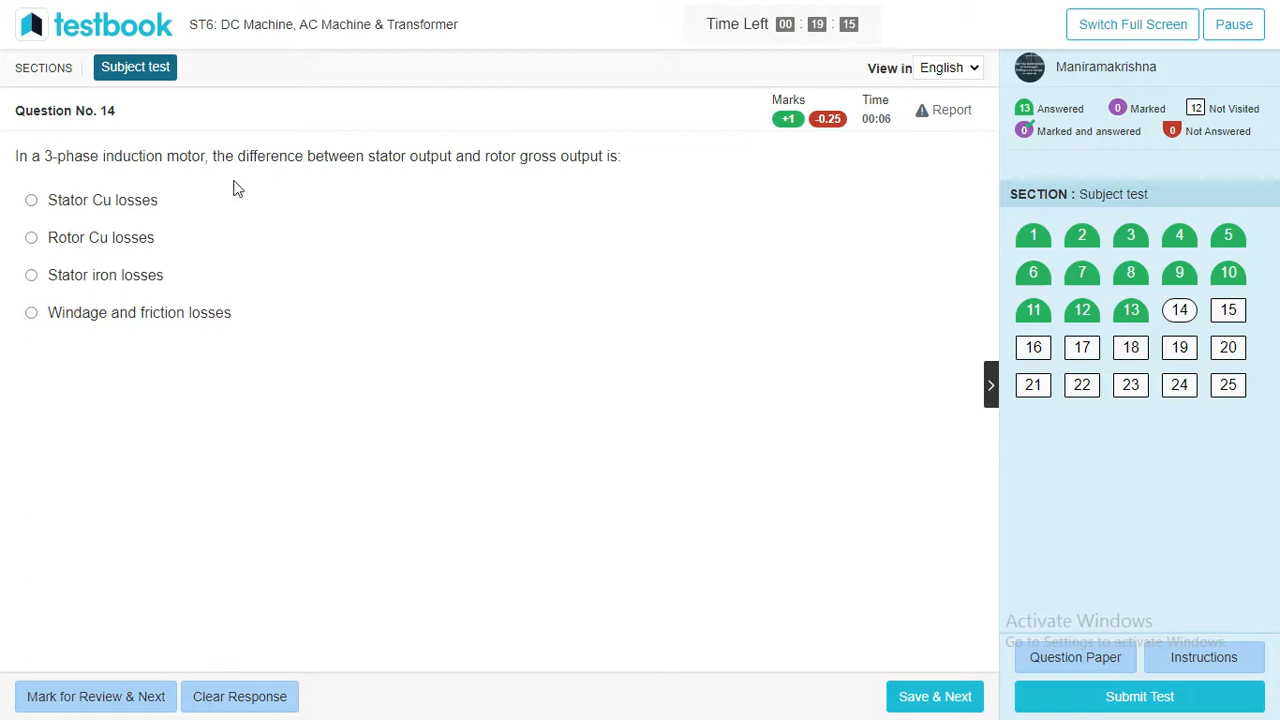 testbook
ST6: DC Machine, AC Machine & Transformer
Time Left 00 : 19 : 15
Switch Full Screen
Pause
SECTIONS
Subject test
View in English
Maniramakrishna
Question No. 14
Marks
+1 -0.25
Time
00:06
Report
13 Answered
0 Marked
12 Not Visited
0 Marked and answered
0 Not Answered
In a 3-phase induction motor, the difference between stator output and rotor gross output is:
Stator Cu losses
Rotor Cu losses
Stator iron losses
Windage and friction losses
SECTION : Subject test
1 2 3 4 5
6 7 8 9 10
11 12 13 14 15
16 17 18 19 20
21 22 23 24 25
Activate Windows
Go to Settings to activate Windows.
Question Paper
Instructions
Mark for Review & Next
Clear Response
Save & Next
Submit Test